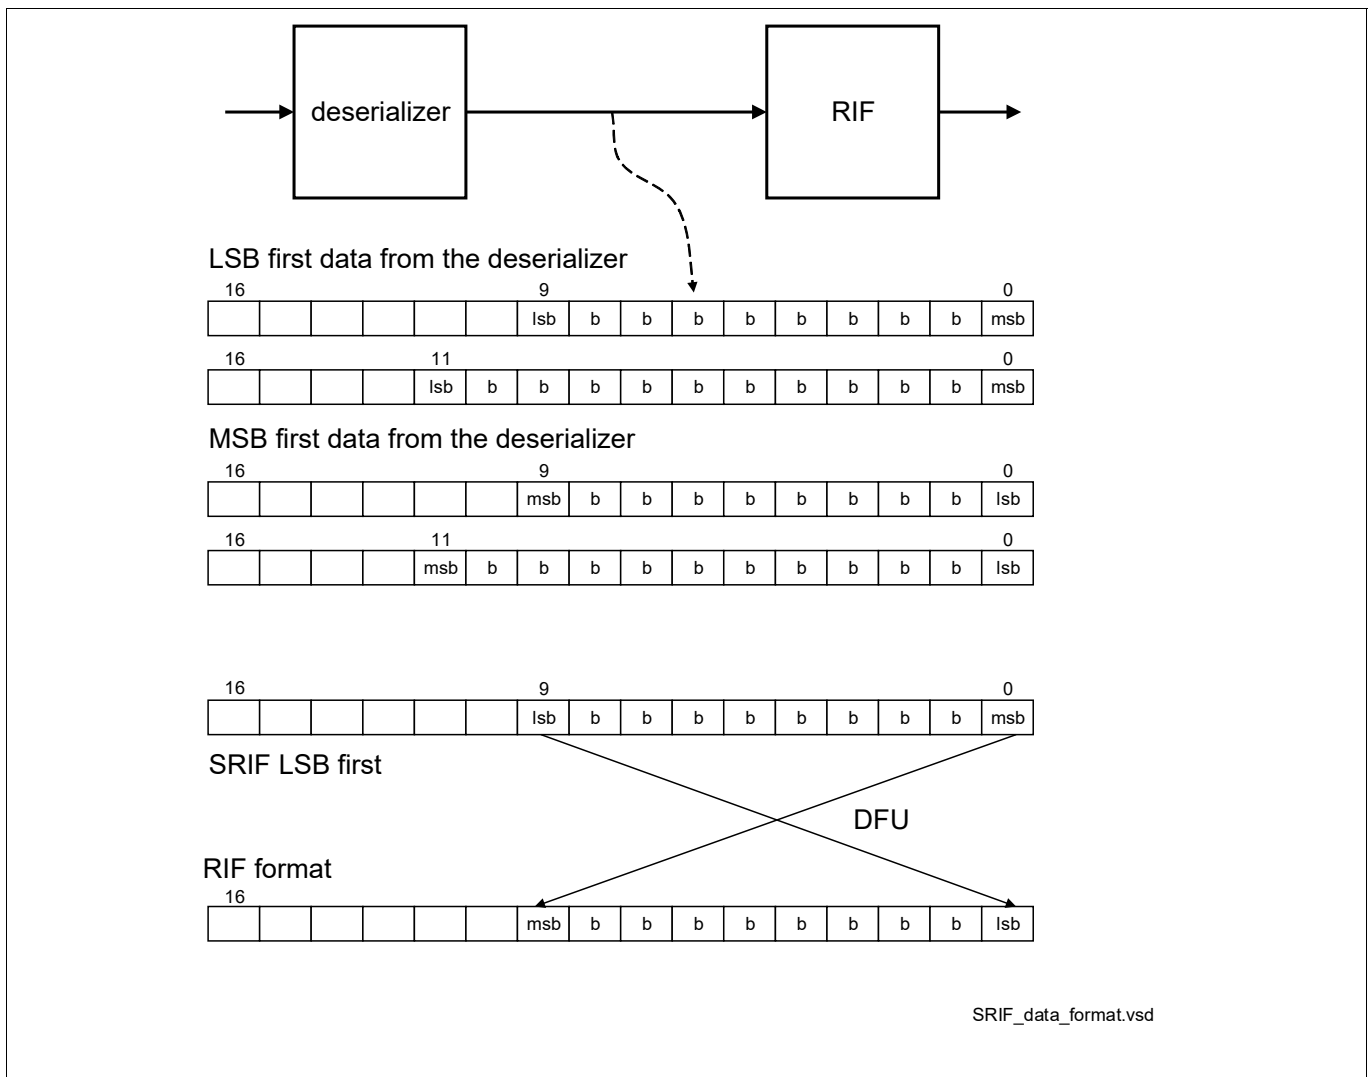 deserializer RIF
LSB first data from the deserializer
16 9 0
lsb b b b b b b b b msb
16 11 0
lsb b b b b b b b b b b msb
MSB first data from the deserializer
16 9 0
msb b b b b b b b b lsb
16 11 0
msb b b b b b b b b b b lsb
16 9 0
lsb b b b b b b b b msb
SRIF LSB first
DFU
RIF format
16
msb b b b b b b b b lsb
SRIF_data_format.vsd